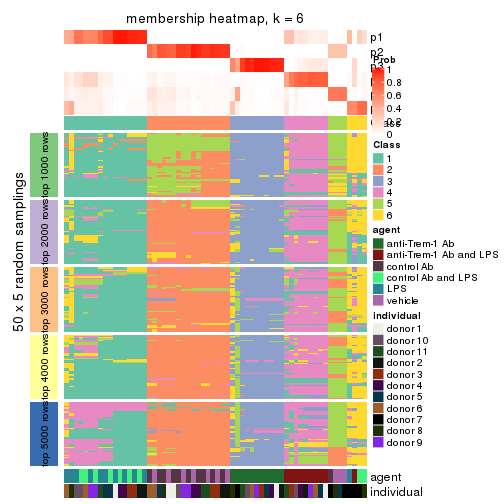 membership heatmap, k = 6
p1
p2
p3
Prob
1
0.8
0.6
0.4
0.2
0
Class
1
2
3
4
5
6
agent
anti-Trem-1 Ab
anti-Trem-1 Ab and LPS
control Ab
control Ab and LPS
LPS
vehicle
individual
donor 1
donor 10
donor 11
donor 2
donor 3
donor 4
donor 5
donor 6
donor 7
donor 8
donor 9
50 x 5 random samplings
top 1000 rows
top 2000 rows
top 3000 rows
top 4000 rows
top 5000 rows
agent
individual